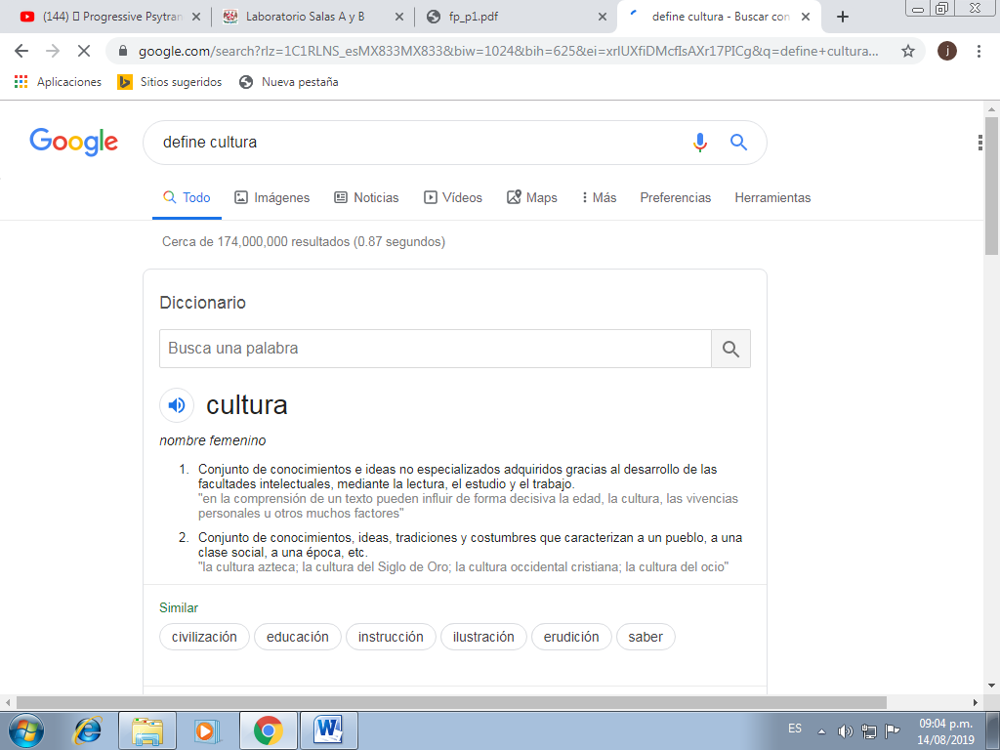 (144) Progressive Psytran
Laboratorio Salas A y B
fp_p1.pdf
define cultura - Buscar con
google.com/search?rlz=1C1RLNS_esMX833MX833&biw=1024&bih=625&ei=xrlUXfiDMcfIsAXr17PICg&q=define+cultura...
j
Aplicaciones
Sitios sugeridos
Nueva pestaña
Google
define cultura
Todo
Imágenes
Noticias
Vídeos
Maps
Más
Preferencias
Herramientas
Cerca de 174,000,000 resultados (0.87 segundos)
Diccionario
Busca una palabra
cultura
nombre femenino
1. Conjunto de conocimientos e ideas no especializados adquiridos gracias al desarrollo de las
facultades intelectuales, mediante la lectura, el estudio y el trabajo.
"en la comprensión de un texto pueden influir de forma decisiva la edad, la cultura, las vivencias
personales u otros muchos factores"
2. Conjunto de conocimientos, ideas, tradiciones y costumbres que caracterizan a un pueblo, a una
clase social, a una época, etc.
"la cultura azteca; la cultura del Siglo de Oro; la cultura occidental cristiana; la cultura del ocio"
Similar
civilización
educación
instrucción
ilustración
erudición
saber
ES
09:04 p.m.
14/08/2019